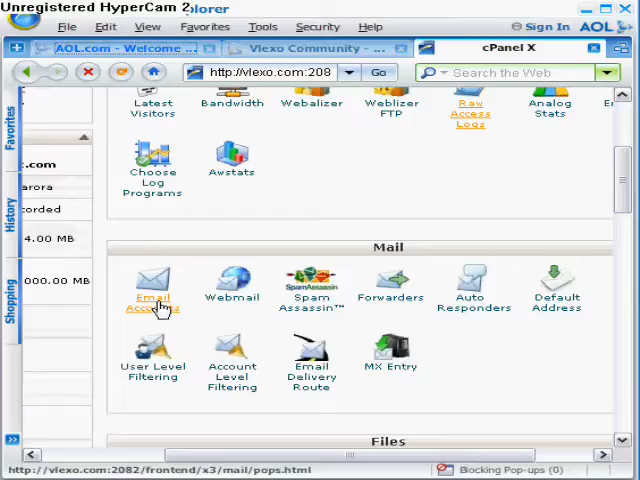 Unregistered HyperCam 2
plorer
File Edit View Favorites Tools Security Help
Sign In AOL
AOL.com - Welcome ... Vlexo Community - ... cPanel X
http://vlexo.com:208 Go Search the Web
Favorites
History
Shopping
Latest Visitors
Bandwidth
Webalizer
Weblizer FTP
Raw Access Logs
Analog Stats
Choose Log Programs
Awstats
.com
arora
orded
4.00 MB
000.00 MB
Mail
Email
Webmail
Spam Assassin™
Forwarders
Auto Responders
Default Address
User Level Filtering
Account Level Filtering
Email Delivery Route
MX Entry
Files
http://vlexo.com:2082/frontend/x3/mail/pops.html
Blocking Pop-ups (0)